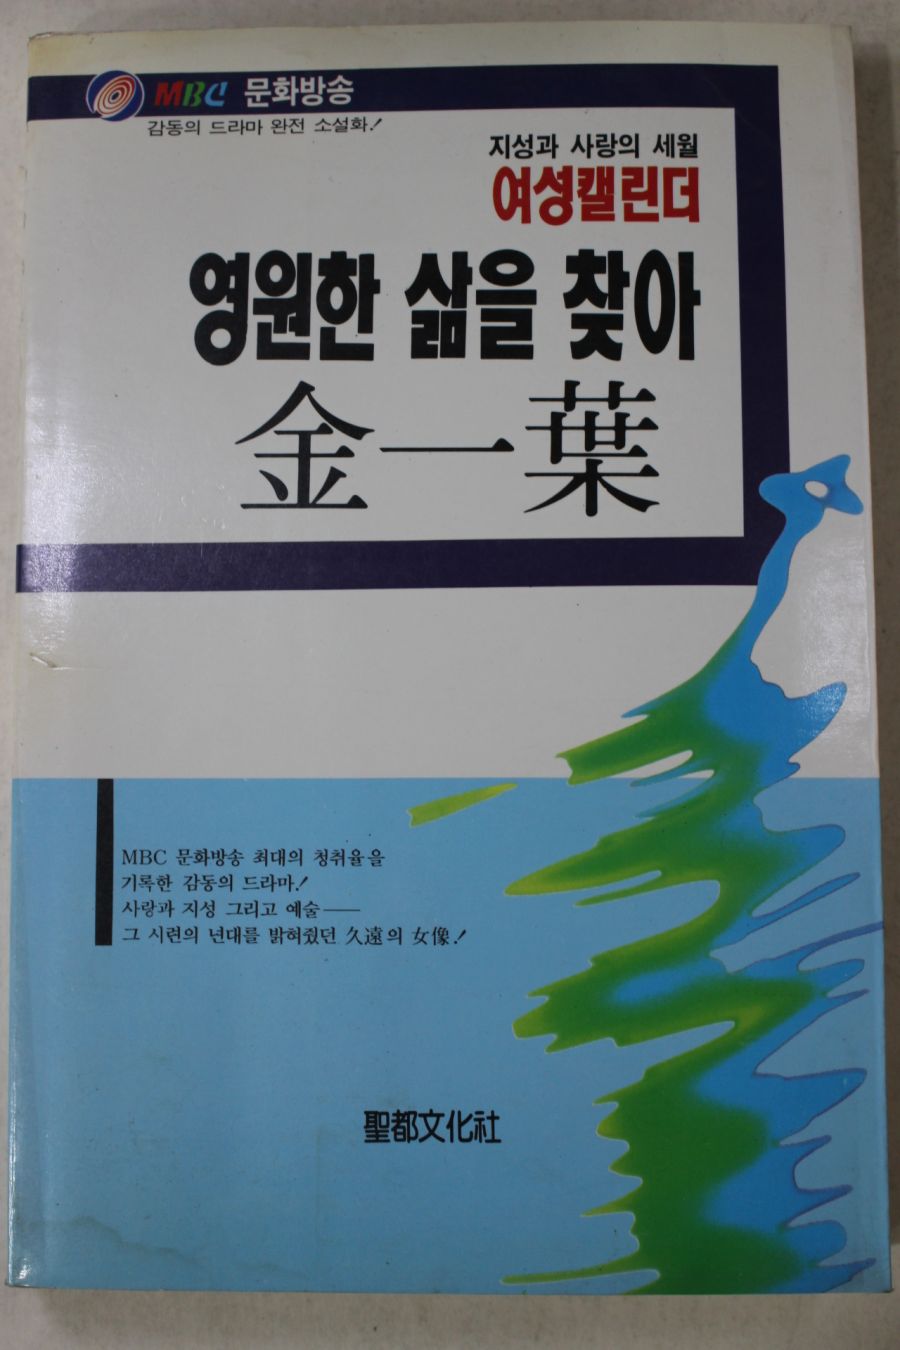 MBC 문화방송
감동의 드라마 완전 소설화!
지성과 사랑의 세월
여성캘린더
영원한 삶을 찾아
金一葉
MBC 문화방송 최대의 청취율을
기록한 감동의 드라마!
사랑과 지성 그리고 예술──
그 시련의 년대를 밝혀줬던 久遠의 女像!
聖都文化社